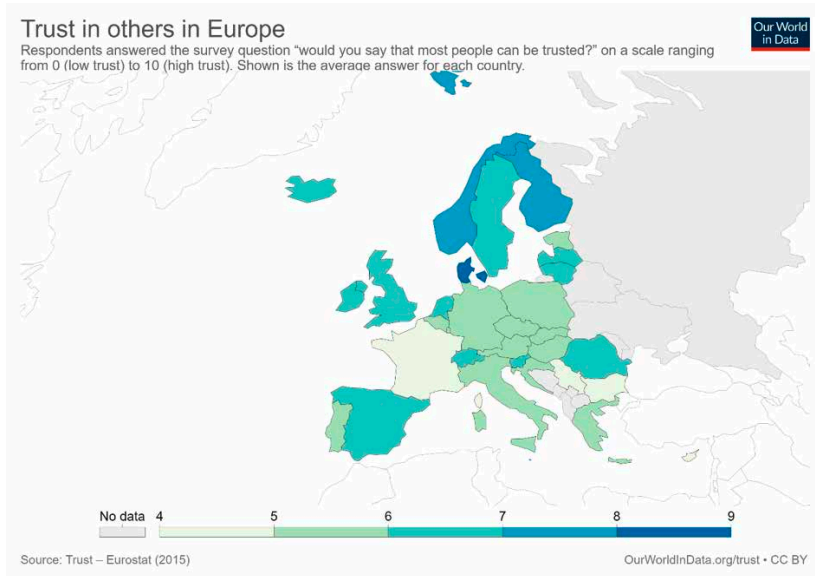 Trust in others in Europe
Respondents answered the survey question “would you say that most people can be trusted?” on a scale ranging
from 0 (low trust) to 10 (high trust). Shown is the average answer for each country.
Our World
in Data
No data 4 5 6 7 8 9
Source: Trust – Eurostat (2015)
OurWorldInData.org/trust • CC BY